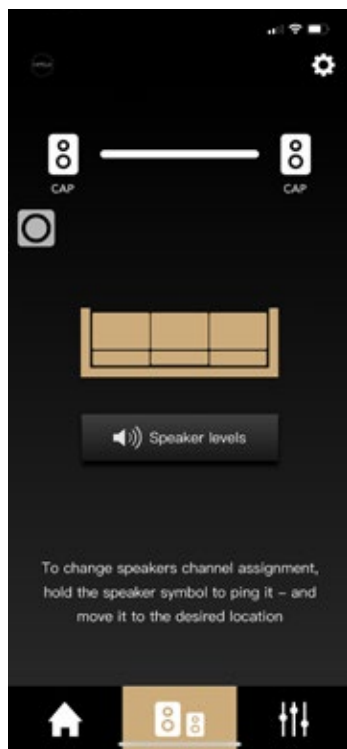 CAP
CAP
Speaker levels
To change speakers channel assignment,
hold the speaker symbol to ping it – and
move it to the desired location